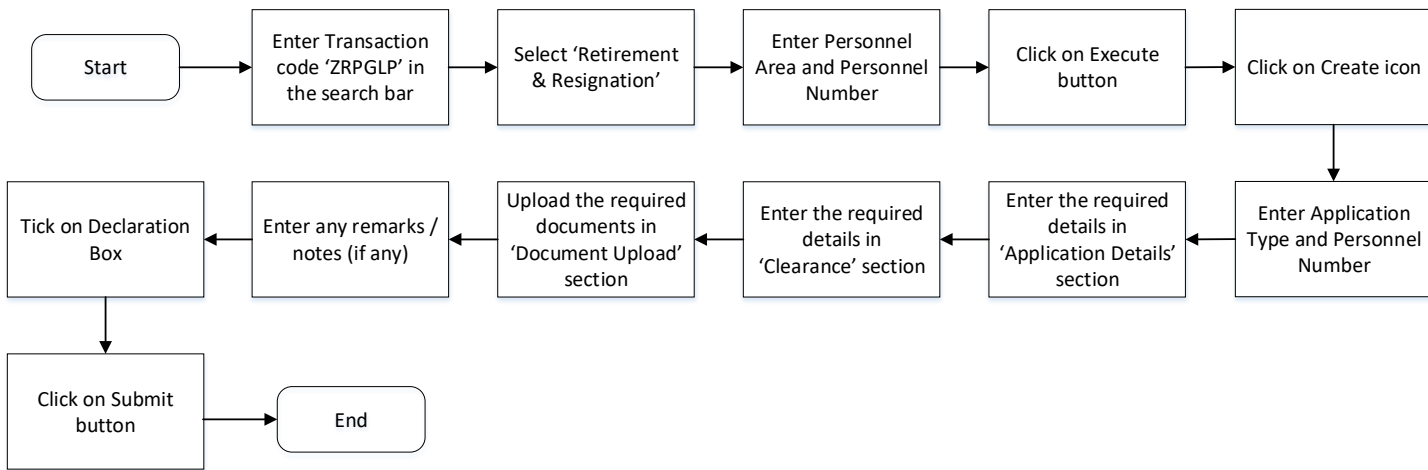 Start
Enter Transaction
code ‘ZRPGLP’ in
the search bar
Select ‘Retirement
& Resignation’
Enter Personnel
Area and Personnel
Number
Click on Execute
button
Click on Create icon
Enter Application
Type and Personnel
Number
Enter the required
details in
‘Application Details’
section
Enter the required
details in
‘Clearance’ section
Upload the required
documents in
‘Document Upload’
section
Enter any remarks /
notes (if any)
Tick on Declaration
Box
Click on Submit
button
End